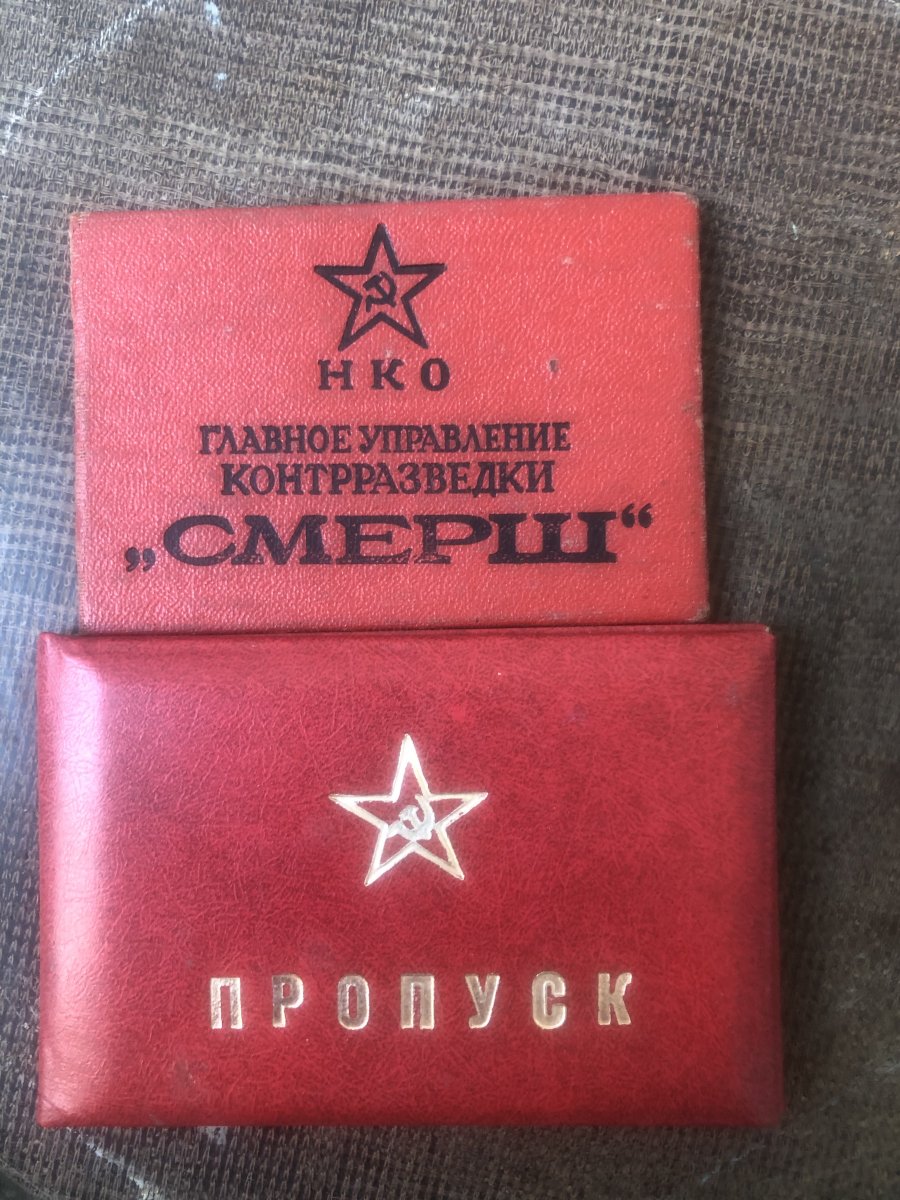 НКО
ГЛАВНОЕ УПРАВЛЕНИЕ
КОНТРРАЗВЕДКИ
„СМЕРШ“
ПРОПУСК